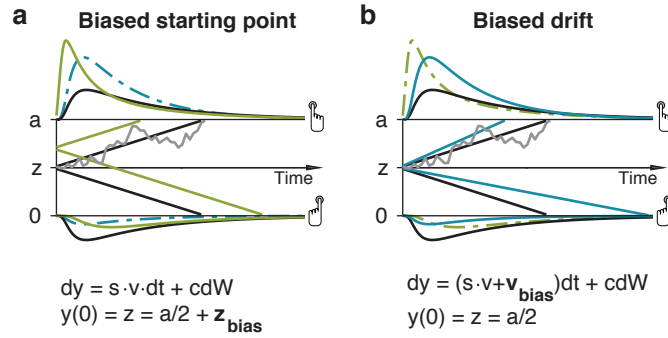 a Biased starting point
a
z
Time
0
dy = s·v·dt + cdW
y(0) = z = a/2 + z_bias
b Biased drift
a
z
Time
0
dy = (s·v+v_bias)dt + cdW
y(0) = z = a/2